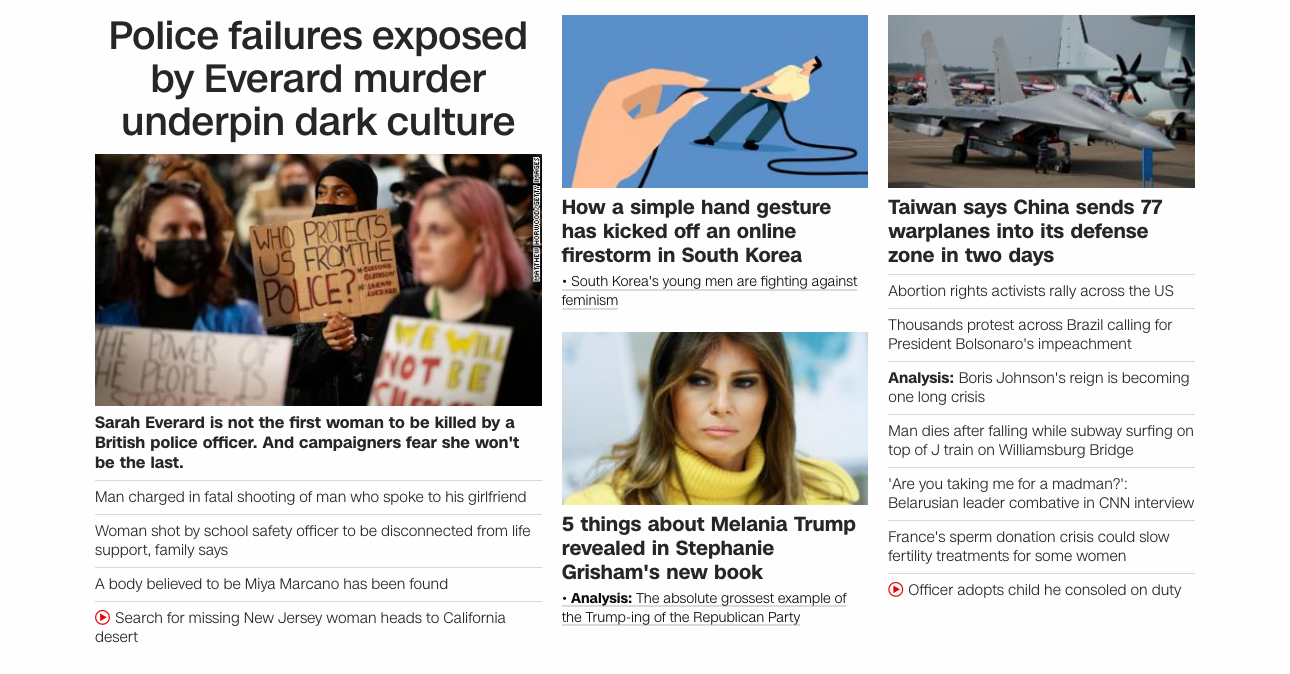 Police failures exposed
by Everard murder
underpin dark culture
MATTHEW HORWOOD/GETTY IMAGES
WHO PROTECTS
US FROM THE
POLICE?
THE POWER OF
THE PEOPLE IS
WE WILL
NOT BE
Sarah Everard is not the first woman to be killed by a
British police officer. And campaigners fear she won't
be the last.
Man charged in fatal shooting of man who spoke to his girlfriend
Woman shot by school safety officer to be disconnected from life
support, family says
A body believed to be Miya Marcano has been found
Search for missing New Jersey woman heads to California
desert
How a simple hand gesture
has kicked off an online
firestorm in South Korea
• South Korea's young men are fighting against
feminism
5 things about Melania Trump
revealed in Stephanie
Grisham's new book
• Analysis: The absolute grossest example of
the Trump-ing of the Republican Party
Taiwan says China sends 77
warplanes into its defense
zone in two days
Abortion rights activists rally across the US
Thousands protest across Brazil calling for
President Bolsonaro's impeachment
Analysis: Boris Johnson's reign is becoming
one long crisis
Man dies after falling while subway surfing on
top of J train on Williamsburg Bridge
'Are you taking me for a madman?':
Belarusian leader combative in CNN interview
France's sperm donation crisis could slow
fertility treatments for some women
Officer adopts child he consoled on duty